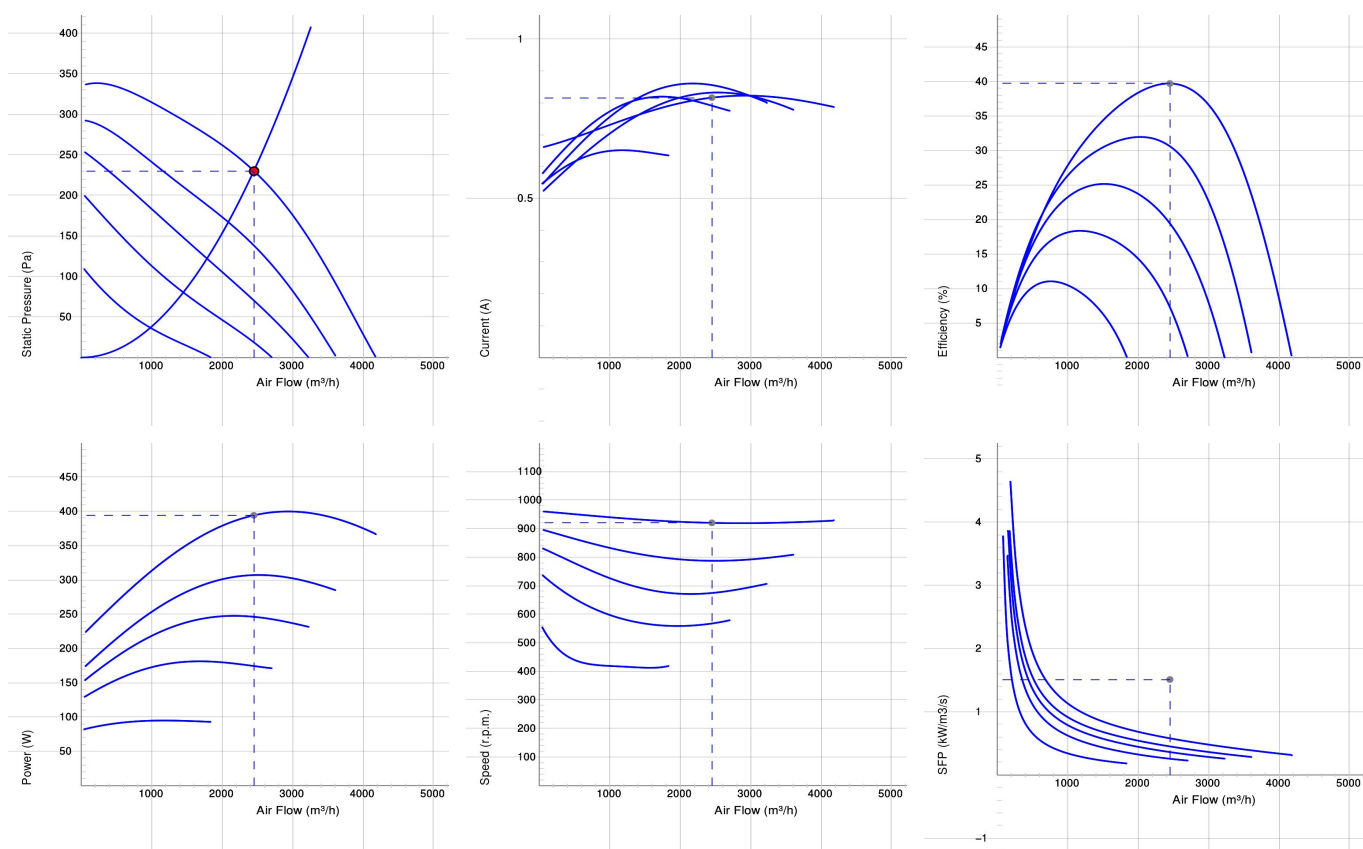 400
350
300
250
200
150
100
50
1000 2000 3000 4000 5000
Air Flow (m³/h)
Static Pressure (Pa)
1
0.5
1000 2000 3000 4000 5000
Air Flow (m³/h)
Current (A)
45
40
35
30
25
20
15
10
5
1000 2000 3000 4000 5000
Air Flow (m³/h)
Efficiency (%)
450
400
350
300
250
200
150
100
50
1000 2000 3000 4000 5000
Air Flow (m³/h)
Power (W)
1100
1000
900
800
700
600
500
400
300
200
100
1000 2000 3000 4000 5000
Air Flow (m³/h)
Speed (r.p.m.)
5
4
3
2
1
1000 2000 3000 4000 5000
Air Flow (m³/h)
−1
SFP (kW/m3/s)